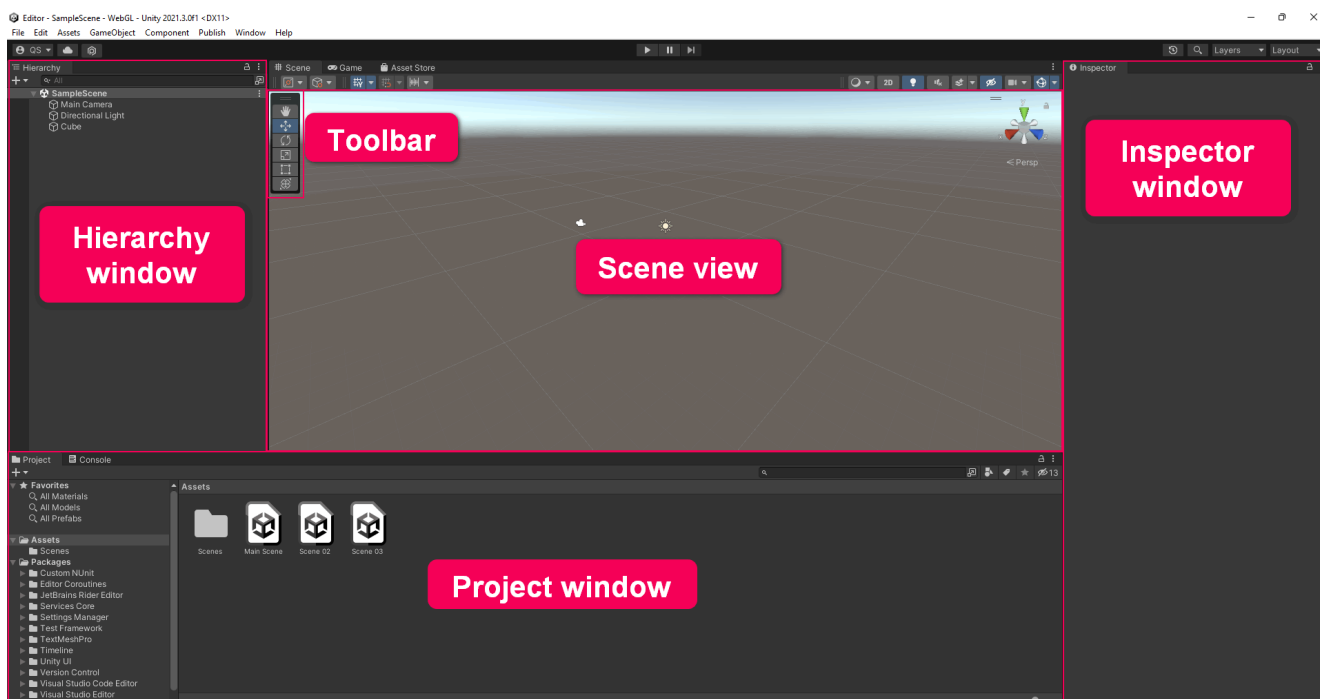 Editor - SampleScene - WebGL - Unity 2021.3.0f1 <DX11>
File Edit Assets GameObject Component Publish Window Help
QS
Layers
Layout
Hierarchy
All
SampleScene
Main Camera
Directional Light
Cube
Hierarchy
window
Scene Game Asset Store
2D
Toolbar
y
Persp
Scene view
Inspector
Inspector
window
Project Console
13
Favorites
All Materials
All Models
All Prefabs
Assets
Scenes
Packages
Custom NUnit
Editor Coroutines
JetBrains Rider Editor
Services Core
Settings Manager
Test Framework
TextMeshPro
Timeline
Unity UI
Version Control
Visual Studio Code Editor
Visual Studio Editor
Assets
Scenes Main Scene Scene 02 Scene 03
Project window